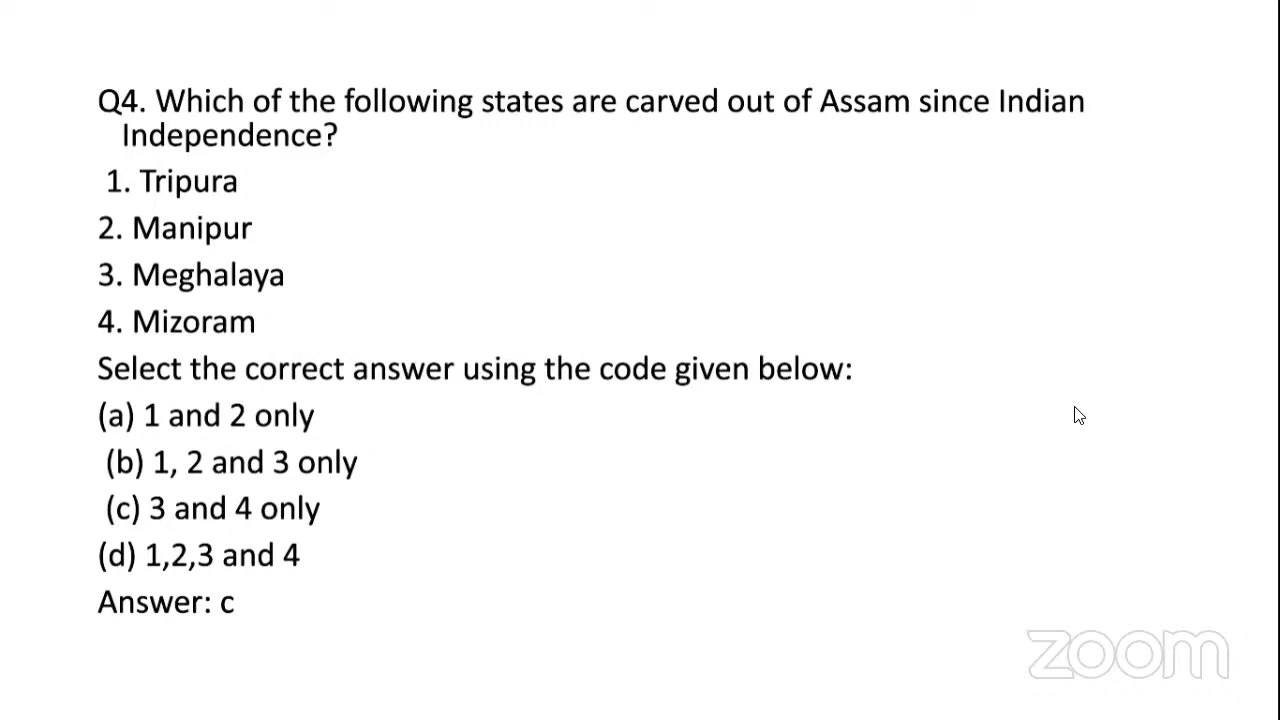 Q4. Which of the following states are carved out of Assam since Indian
Independence?
1. Tripura
2. Manipur
3. Meghalaya
4. Mizoram
Select the correct answer using the code given below:
(a) 1 and 2 only
(b) 1, 2 and 3 only
(c) 3 and 4 only
(d) 1,2,3 and 4
Answer: c
zoom